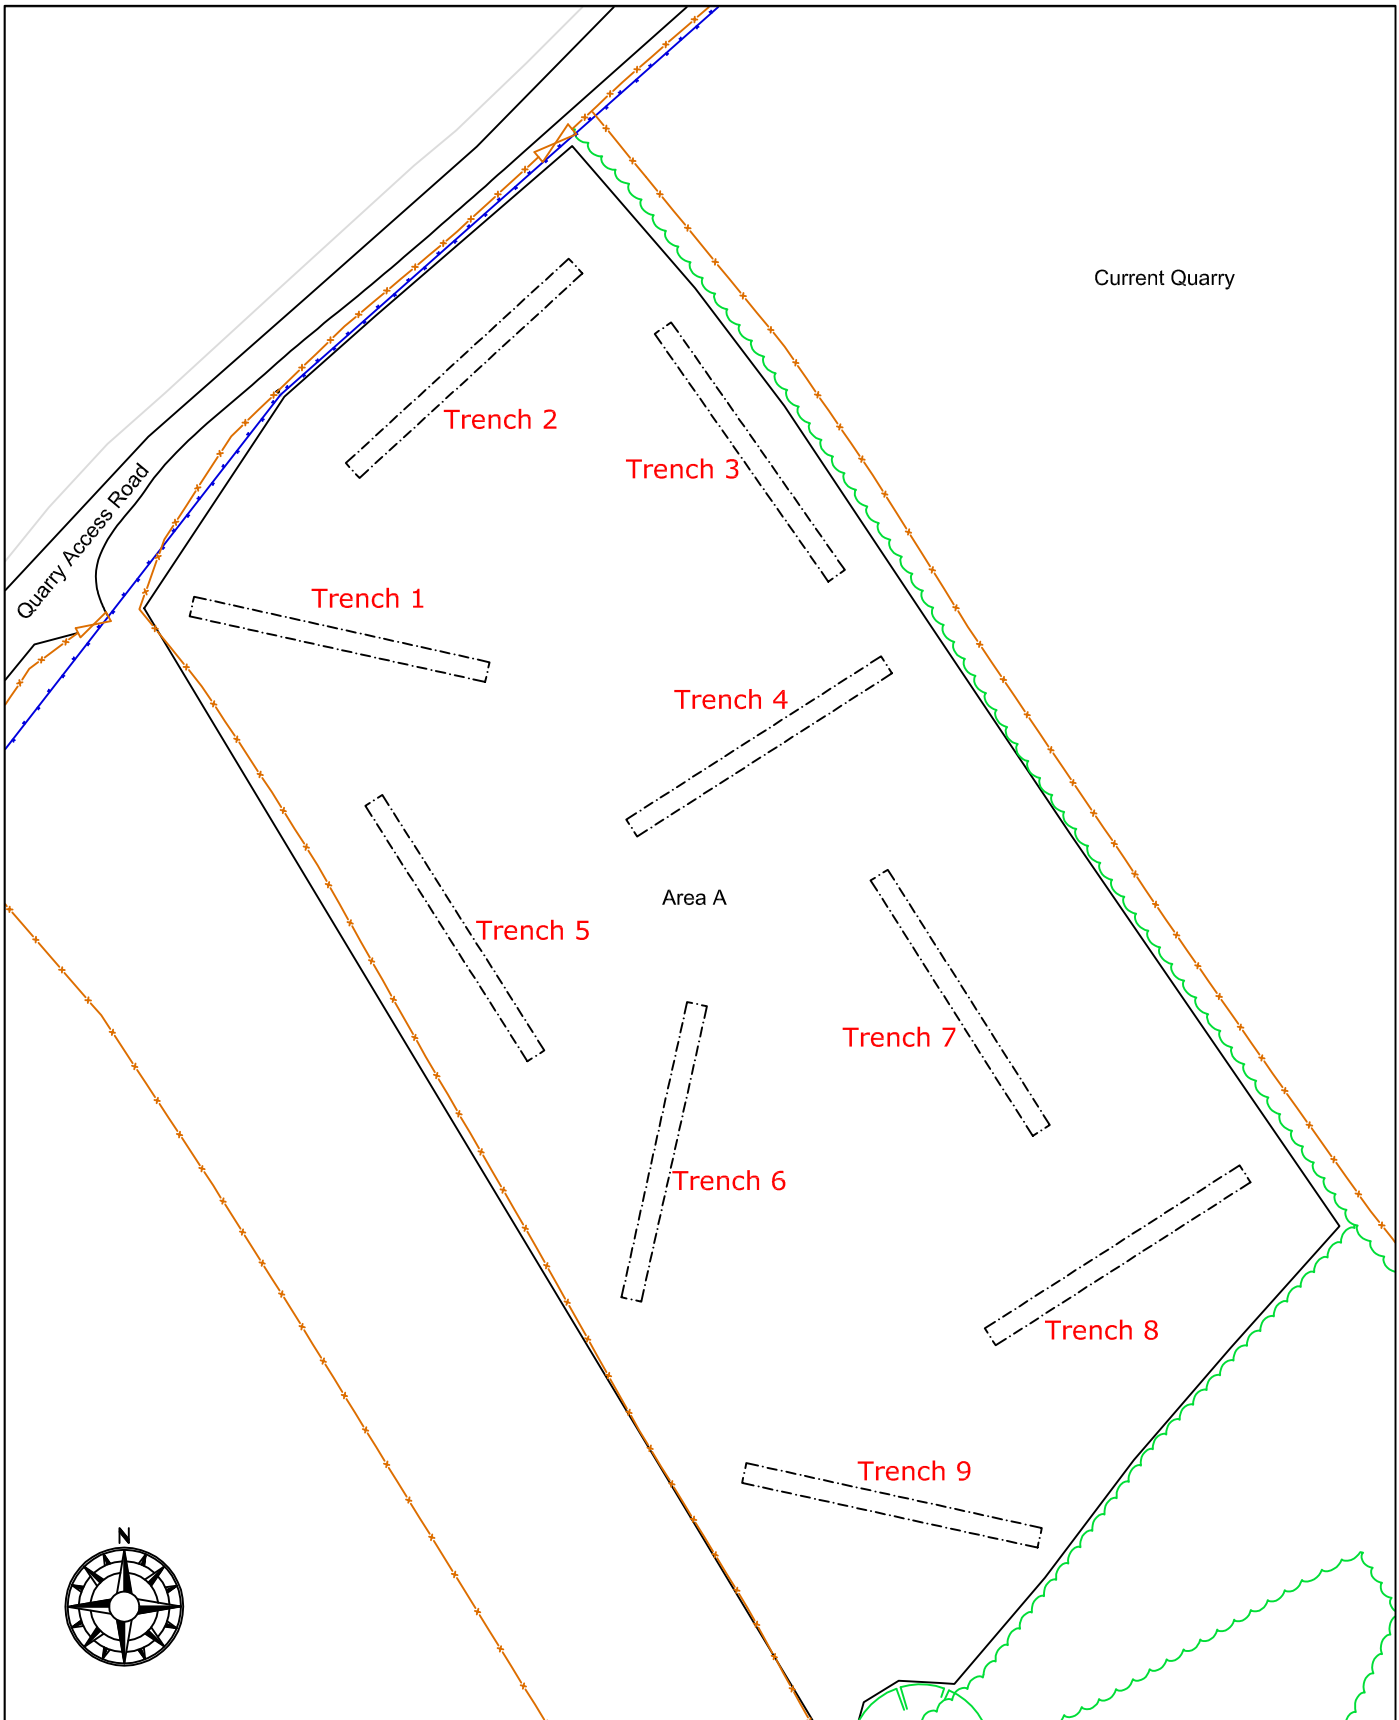 Current Quarry
Trench 2
Trench 3
Quarry Access Road
Trench 1
Trench 4
Area A
Trench 5
Trench 7
Trench 6
Trench 8
Trench 9
N